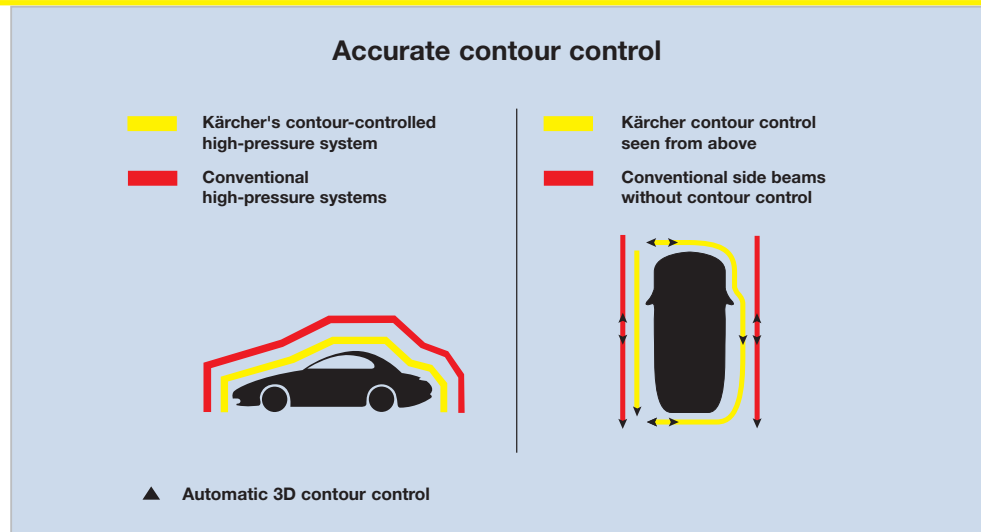 Accurate contour control
Kärcher's contour-controlled
high-pressure system
Conventional
high-pressure systems
Kärcher contour control
seen from above
Conventional side beams
without contour control
Automatic 3D contour control